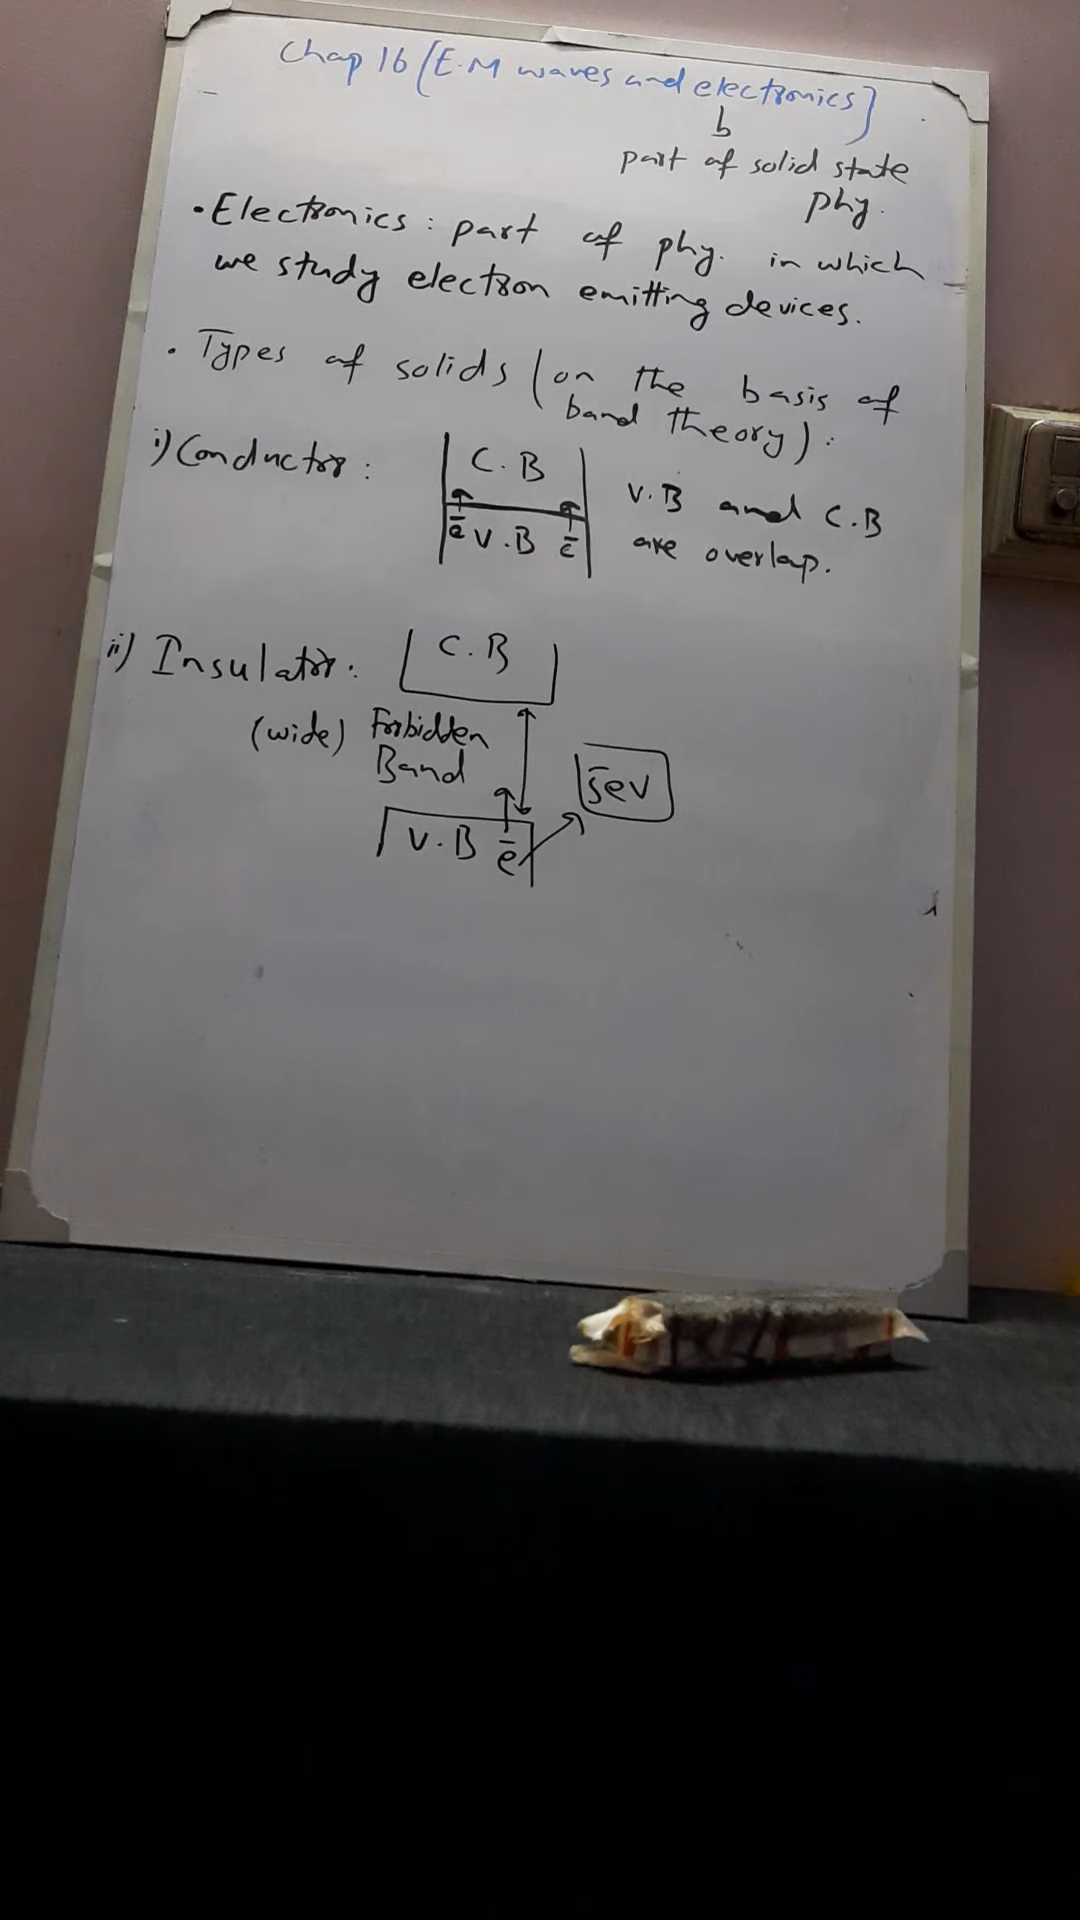 Chap 16 (E.M waves and electronics)
part of solid state
phy.
• Electronics: part of phy. in which
we study electron emitting devices.
• Types of solids (on the basis of
band theory):
i) Conductor:
C.B
e V.B e
V.B and C.B
are overlap.
ii) Insulator:
C.B
(wide) Forbidden
Band
5ev
V.B e